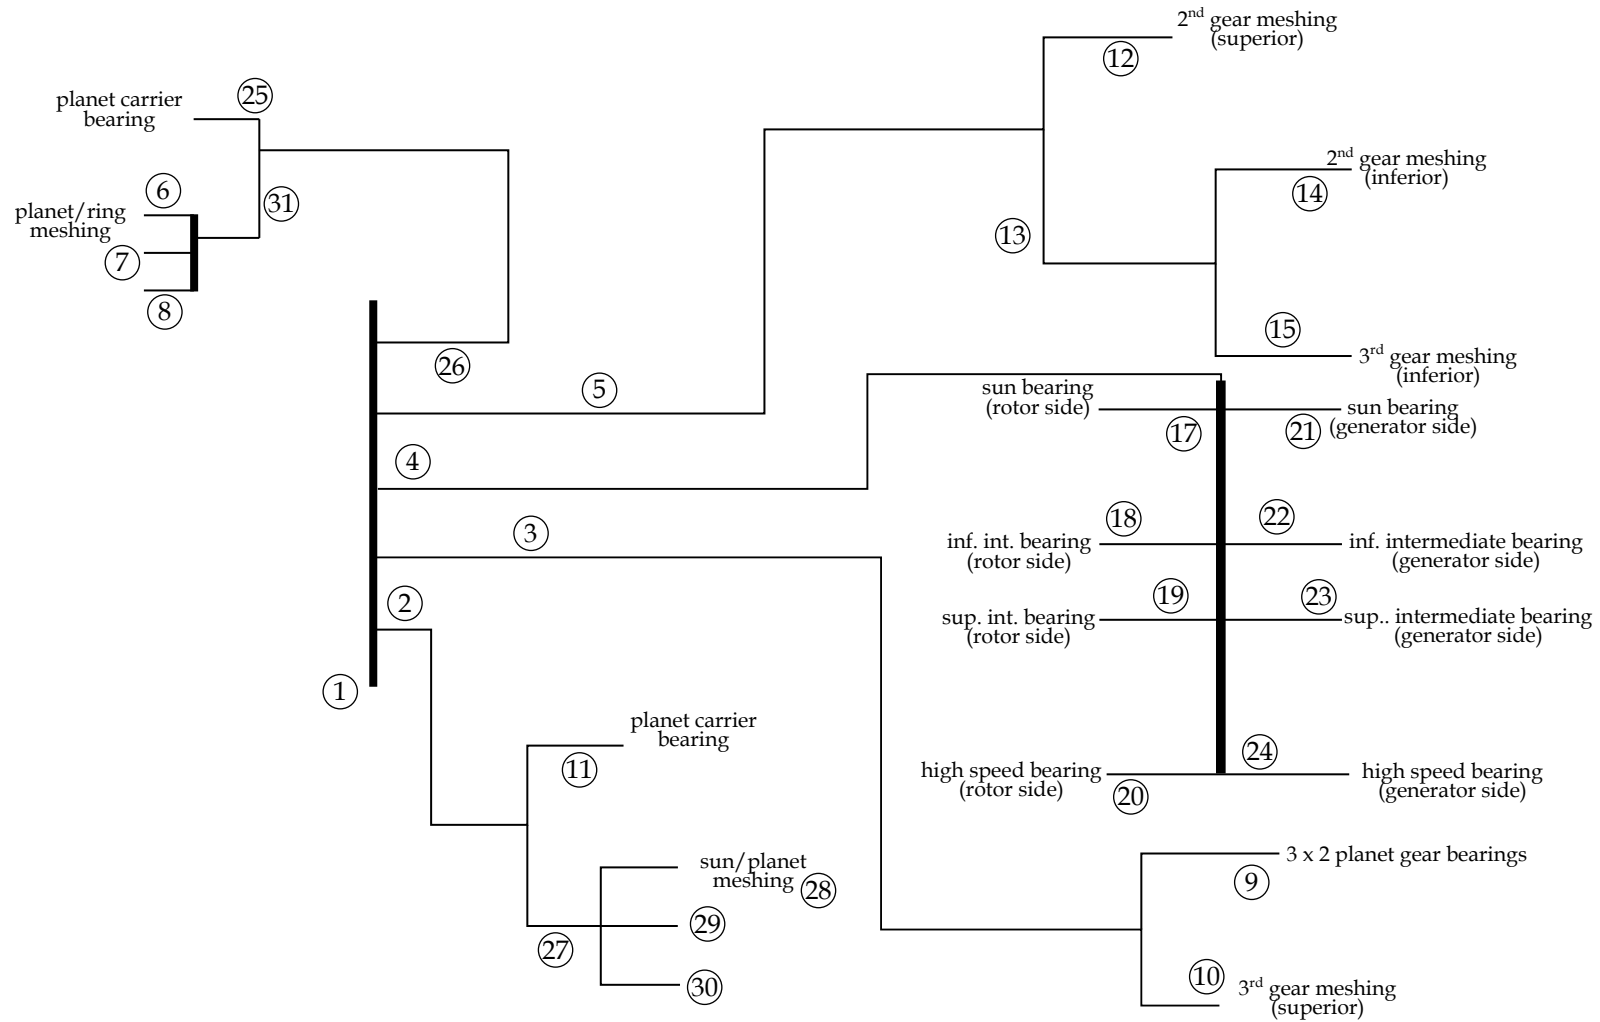 2nd gear meshing
(superior)
12
25
planet carrier
bearing
2nd gear meshing
(inferior)
14
6
31
planet/ring
meshing
13
7
8
15
3rd gear meshing
(inferior)
26
5
sun bearing
(rotor side)
17
sun bearing
(generator side)
21
4
3
18
22
inf. int. bearing
(rotor side)
inf. intermediate bearing
(generator side)
2
19
23
sup. int. bearing
(rotor side)
sup.. intermediate bearing
(generator side)
1
planet carrier
bearing
11
24
high speed bearing
(rotor side)
20
high speed bearing
(generator side)
sun/planet
meshing
28
3 x 2 planet gear bearings
9
29
27
30
10
3rd gear meshing
(superior)